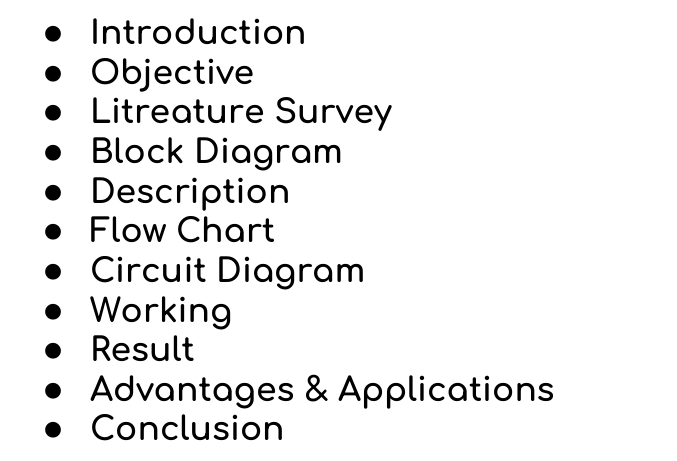 ● Introduction
● Objective
● Litreature Survey
● Block Diagram
● Description
● Flow Chart
● Circuit Diagram
● Working
● Result
● Advantages & Applications
● Conclusion